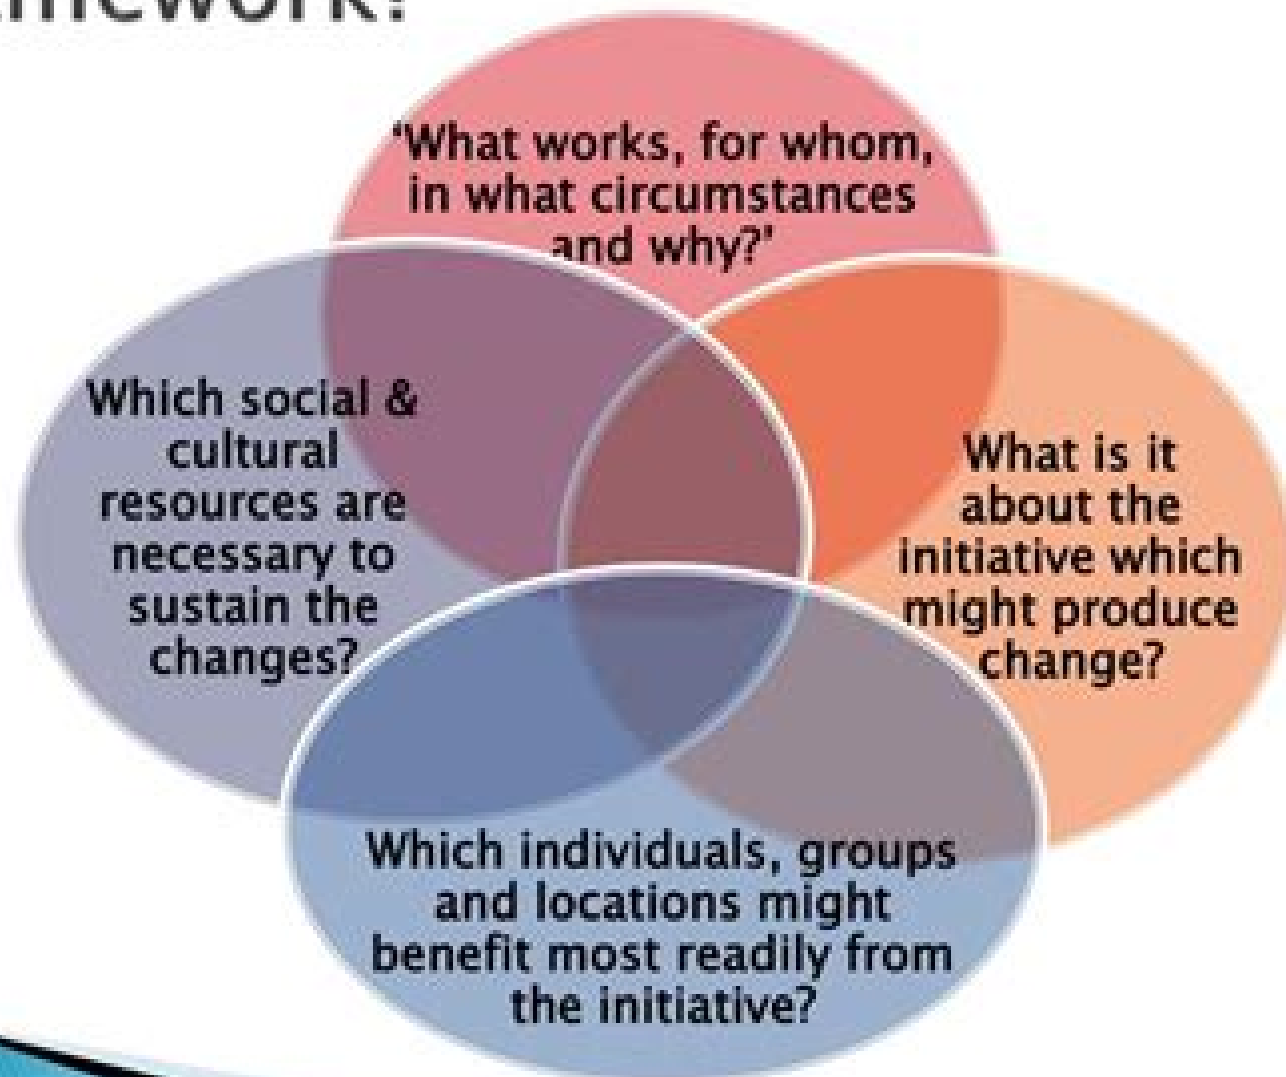 ‘What works, for whom,
in what circumstances
and why?’
Which social &
cultural
resources are
necessary to
sustain the
changes?
What is it
about the
initiative which
might produce
change?
Which individuals, groups
and locations might
benefit most readily from
the initiative?